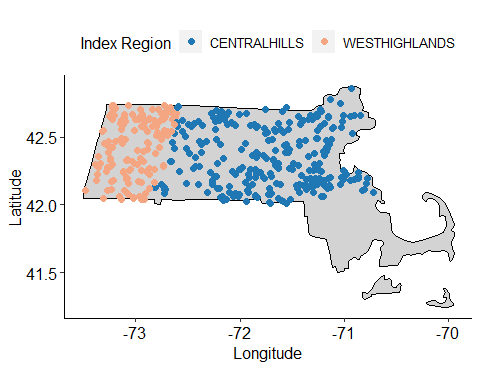 Index Region CENTRALHILLS WESTHIGHLANDS
42.5
42.0
41.5
Latitude
-73 -72 -71 -70
Longitude